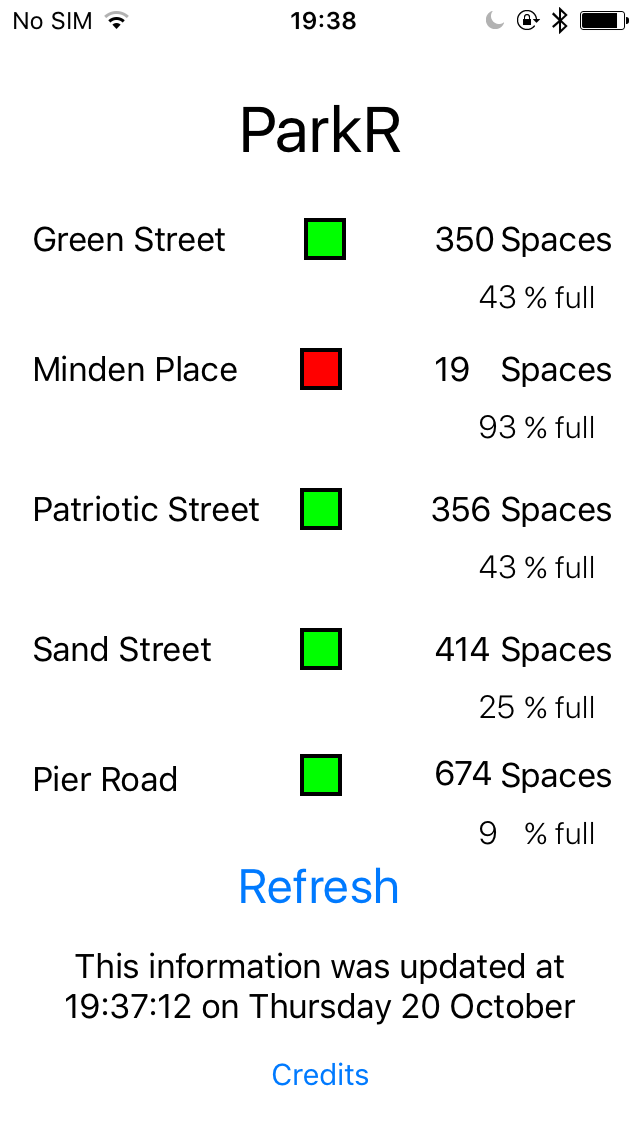 No SIM 19:38
ParkR
Green Street 350 Spaces
43 % full
Minden Place 19 Spaces
93 % full
Patriotic Street 356 Spaces
43 % full
Sand Street 414 Spaces
25 % full
Pier Road 674 Spaces
9 % full
Refresh
This information was updated at
19:37:12 on Thursday 20 October
Credits